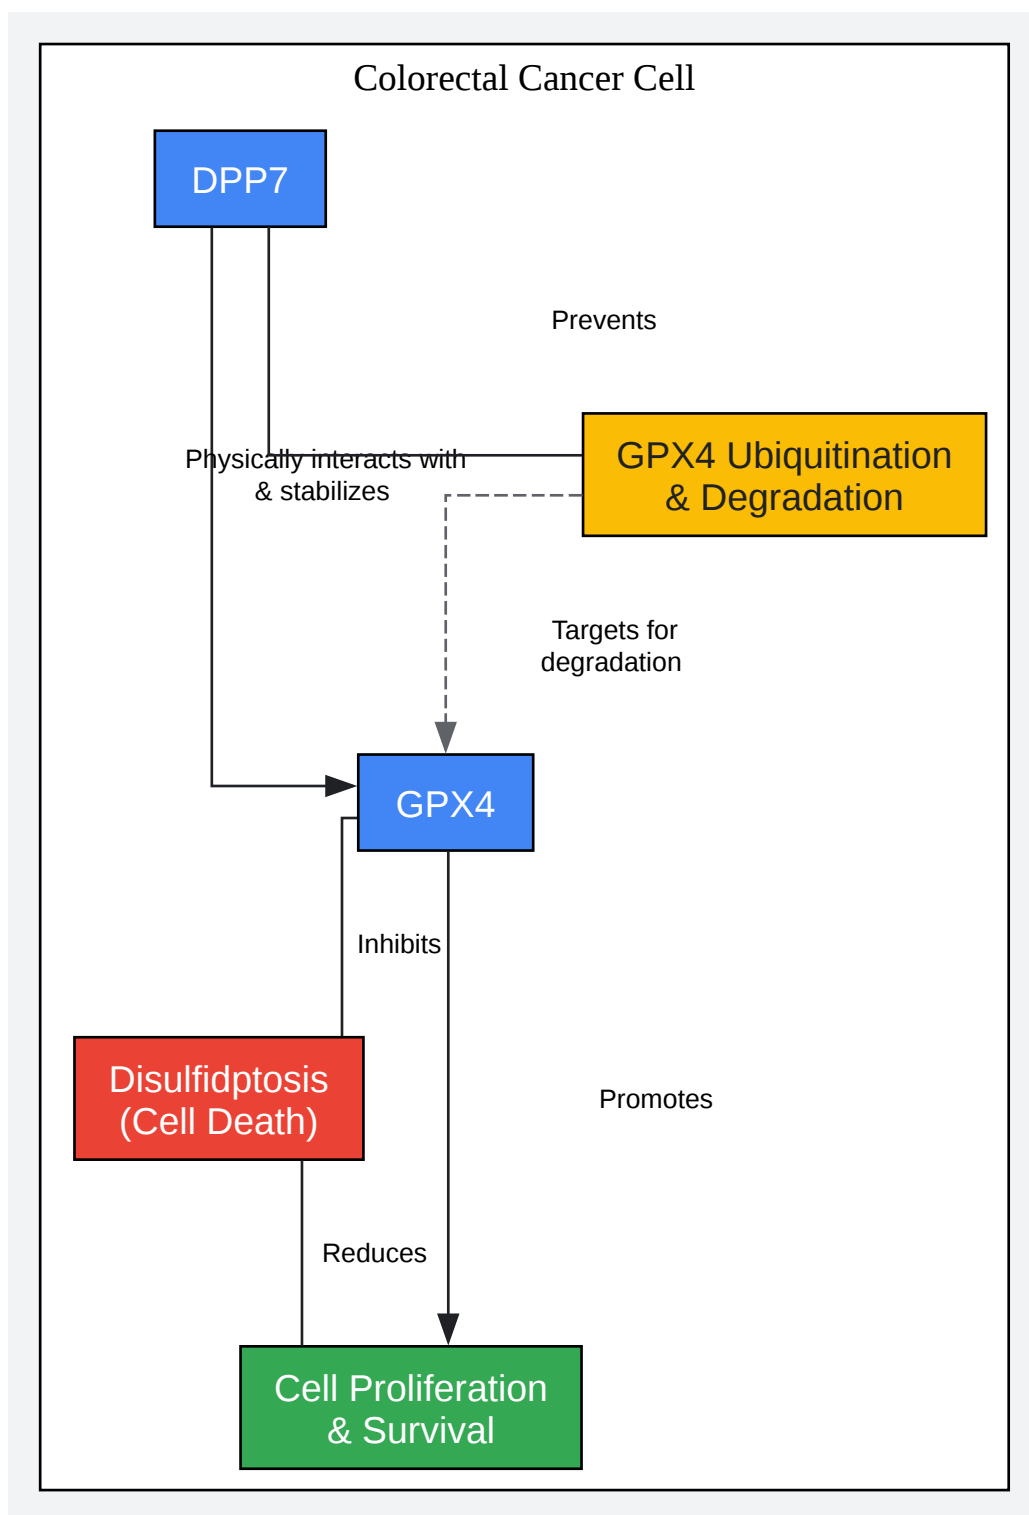 Colorectal Cancer Cell
DPP7
Prevents
Physically interacts with
& stabilizes
GPX4 Ubiquitination
& Degradation
Targets for
degradation
GPX4
Inhibits
Disulfidptosis
(Cell Death)
Promotes
Reduces
Cell Proliferation
& Survival